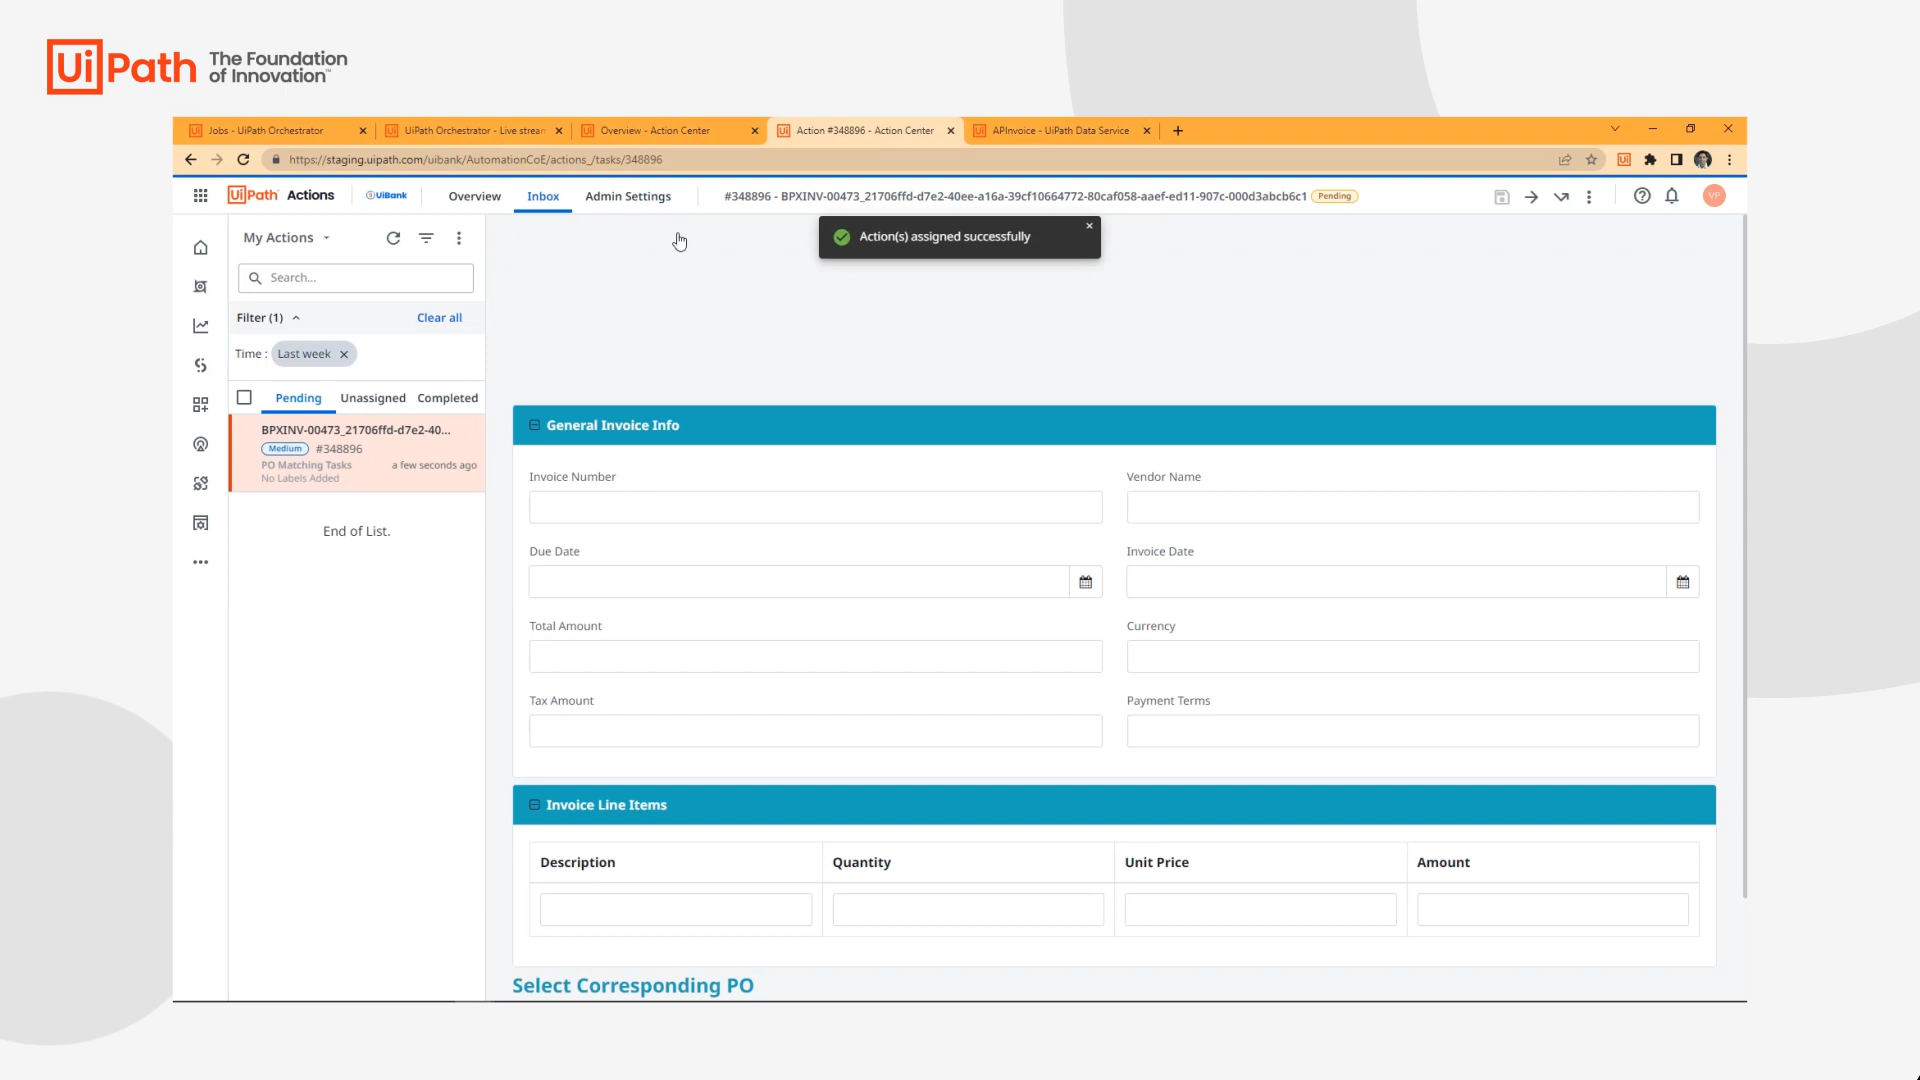 UiPath The Foundation of Innovation™
Jobs - UiPath Orchestrator
UiPath Orchestrator - Live stream
Overview - Action Center
Action #348896 - Action Center
APInvoice - UiPath Data Service
https://staging.uipath.com/uibank/AutomationCoE/actions_/tasks/348896
UiPath Actions
UiBank
Overview
Inbox
Admin Settings
#348896 - BPXINV-00473_21706ffd-d7e2-40ee-a16a-39cf10664772-80caf058-aaef-ed11-907c-000d3abcb6c1
Pending
VP
My Actions
Action(s) assigned successfully
Search...
Filter (1)
Clear all
Time :
Last week
Pending
Unassigned
Completed
BPXINV-00473_21706ffd-d7e2-40...
Medium #348896
PO Matching Tasks
a few seconds ago
No Labels Added
End of List.
General Invoice Info
Invoice Number
Vendor Name
Due Date
Invoice Date
Total Amount
Currency
Tax Amount
Payment Terms
Invoice Line Items
Description
Quantity
Unit Price
Amount
Select Corresponding PO